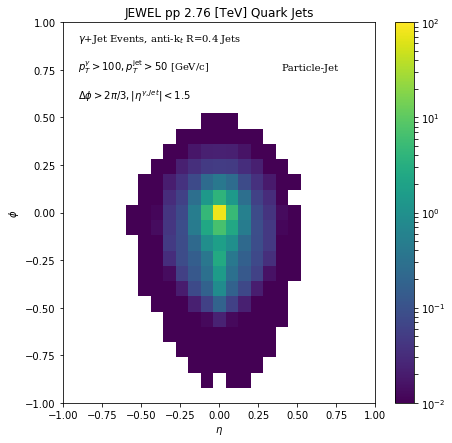 JEWEL pp 2.76 [TeV] Quark Jets
γ+Jet Events, anti-kₜ R=0.4 Jets
p_T^γ > 100, p_T^jet > 50 [GeV/c]
Particle-Jet
Δϕ > 2π/3, |η^γ,jet| < 1.5
1.00
0.75
0.50
0.25
0.00
−0.25
−0.50
−0.75
−1.00
ϕ
−1.00 −0.75 −0.50 −0.25 0.00 0.25 0.50 0.75 1.00
η
10²
10¹
10⁰
10⁻¹
10⁻²